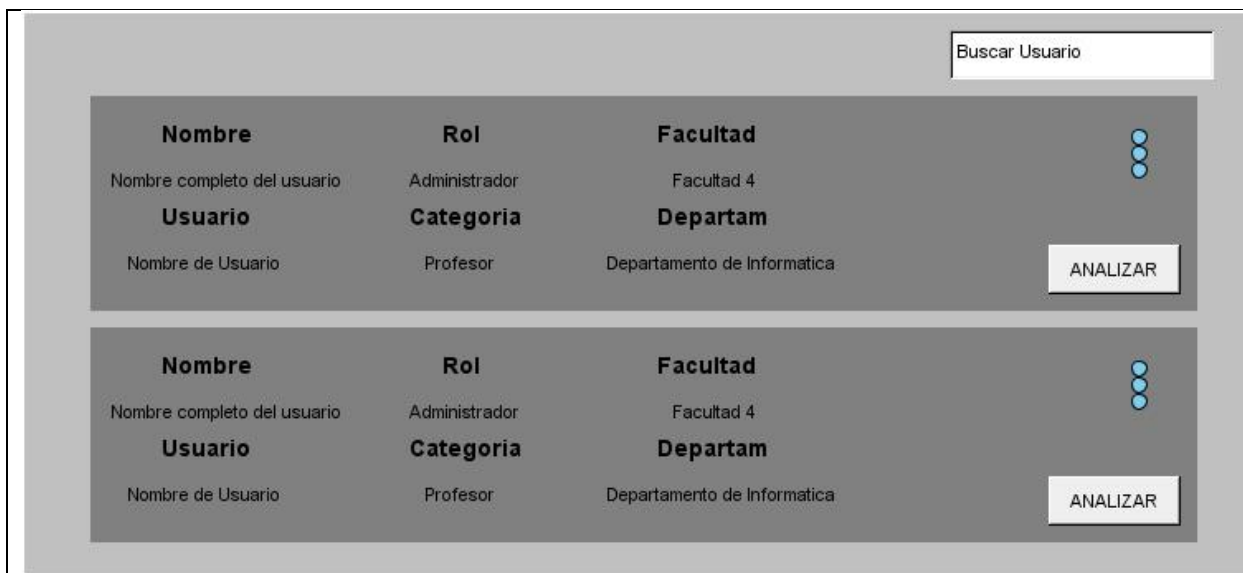 Buscar Usuario
Nombre Rol Facultad
Nombre completo del usuario Administrador Facultad 4
Usuario Categoria Departam
Nombre de Usuario Profesor Departamento de Informatica
ANALIZAR
Nombre Rol Facultad
Nombre completo del usuario Administrador Facultad 4
Usuario Categoria Departam
Nombre de Usuario Profesor Departamento de Informatica
ANALIZAR